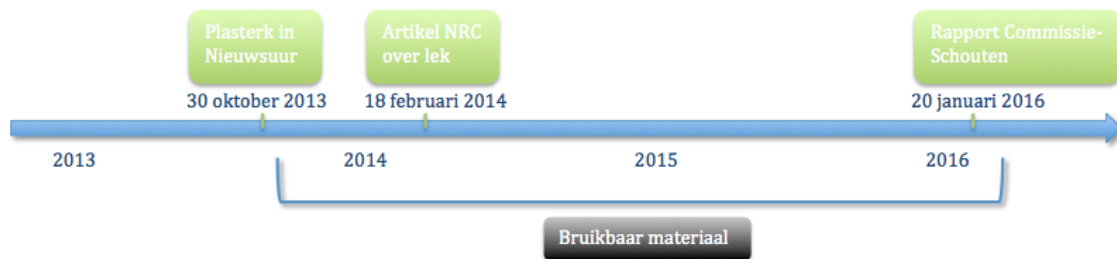 Plasterk in
Nieuwsuur
Artikel NRC
over lek
Rapport Commissie-
Schouten
30 oktober 2013
18 februari 2014
20 januari 2016
2013
2014
2015
2016
Bruikbaar materiaal